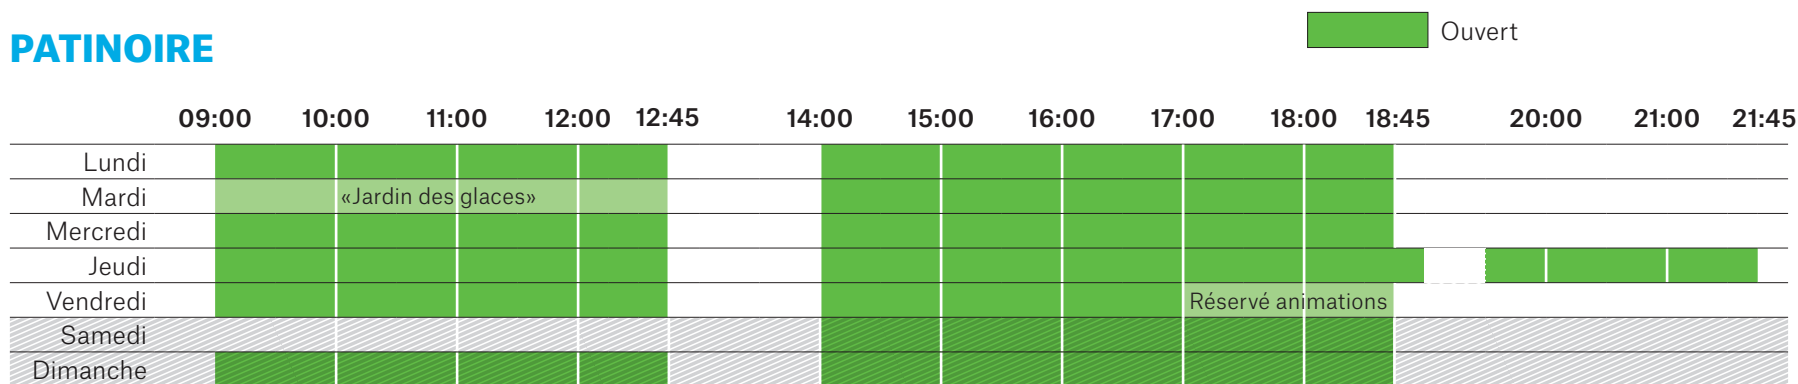 Ouvert
PATINOIRE
09:00 10:00 11:00 12:00 12:45 14:00 15:00 16:00 17:00 18:00 18:45 20:00 21:00 21:45
Lundi
Mardi «Jardin des glaces»
Mercredi
Jeudi
Vendredi Réservé animations
Samedi
Dimanche